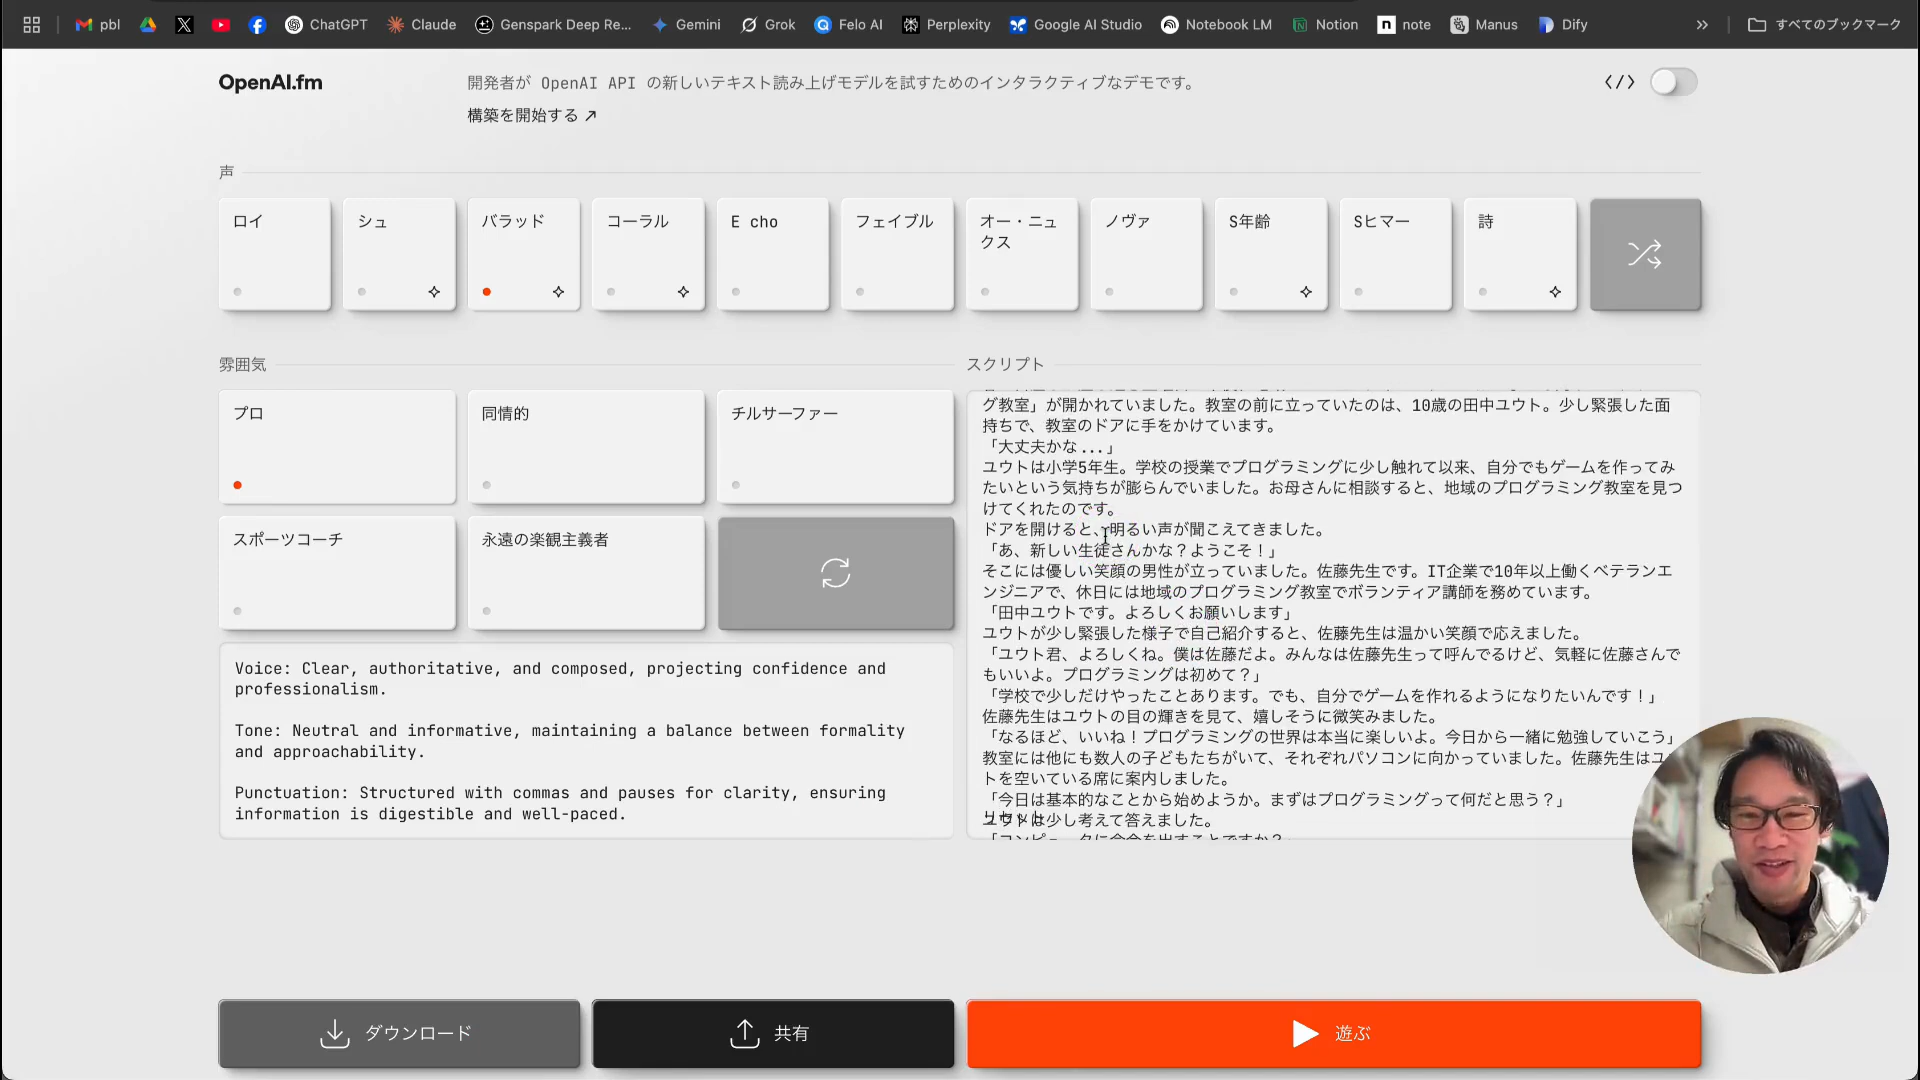 pbl
ChatGPT
Claude
Genspark Deep Re...
Gemini
Grok
Felo AI
Perplexity
Google AI Studio
Notebook LM
Notion
note
Manus
Dify
すべてのブックマーク
OpenAI.fm
開発者が OpenAI API の新しいテキスト読み上げモデルを試すためのインタラクティブなデモです。
構築を開始する ↗
</>
声
ロイ
シュ
バラッド
コーラル
E cho
フェイブル
オー・ニュ
クス
ノヴァ
S年齢
Sヒマー
詩
雰囲気
プロ
同情的
チルサーファー
スポーツコーチ
永遠の楽観主義者
Voice: Clear, authoritative, and composed, projecting confidence and
professionalism.
Tone: Neutral and informative, maintaining a balance between formality
and approachability.
Punctuation: Structured with commas and pauses for clarity, ensuring
information is digestible and well-paced.
スクリプト
グ教室」が開かれていました。教室の前に立っていたのは、10歳の田中ユウト。少し緊張した面
持ちで、教室のドアに手をかけています。
「大丈夫かな...」
ユウトは小学5年生。学校の授業でプログラミングに少し触れて以来、自分でもゲームを作ってみ
たいという気持ちが膨らんでいました。お母さんに相談すると、地域のプログラミング教室を見つ
けてくれたのです。
ドアを開けると、明るい声が聞こえてきました。
「あ、新しい生徒さんかな？ようこそ！」
そこには優しい笑顔の男性が立っていました。佐藤先生です。IT企業で10年以上働くベテランエ
ンジニアで、休日には地域のプログラミング教室でボランティア講師を務めています。
「田中ユウトです。よろしくお願いします」
ユウトが少し緊張した様子で自己紹介すると、佐藤先生は温かい笑顔で応えました。
「ユウト君、よろしくね。僕は佐藤だよ。みんなは佐藤先生って呼んでるけど、気軽に佐藤さんで
もいいよ。プログラミングは初めて？」
「学校で少しだけやったことあります。でも、自分でゲームを作れるようになりたいんです！」
佐藤先生はユウトの目の輝きを見て、嬉しそうに微笑みました。
「なるほど、いいね！プログラミングの世界は本当に楽しいよ。今日から一緒に勉強していこう」
教室には他にも数人の子どもたちがいて、それぞれパソコンに向かっていました。佐藤先生はユ
トを空いている席に案内しました。
「今日は基本的なことから始めようか。まずはプログラミングって何だと思う？」
ユウトは少し考えて答えました。
「コンピュータに命令を出すことですか？
ダウンロード
共有
遊ぶ